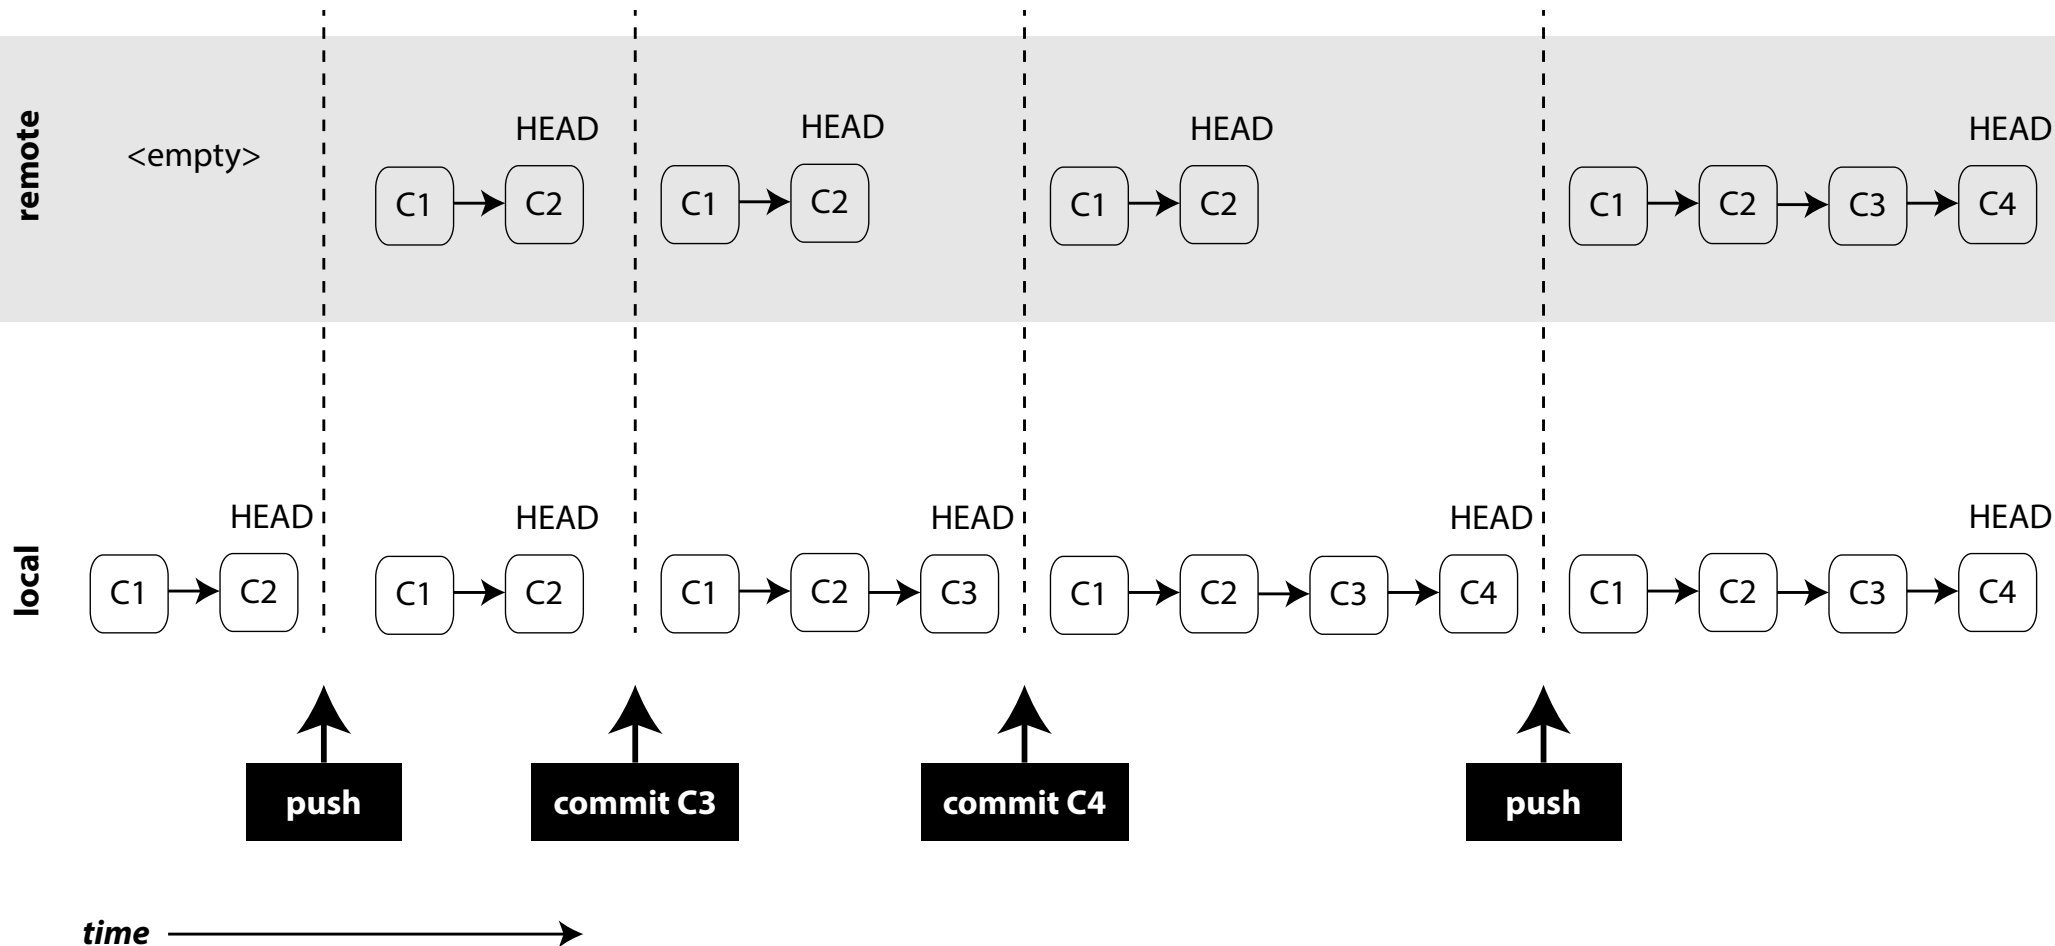 remote
<empty>
HEAD
C1
C2
HEAD
C1
C2
HEAD
C1
C2
HEAD
C1
C2
C3
C4
local
HEAD
C1
C2
HEAD
C1
C2
HEAD
C1
C2
C3
HEAD
C1
C2
C3
C4
HEAD
C1
C2
C3
C4
push
commit C3
commit C4
push
time